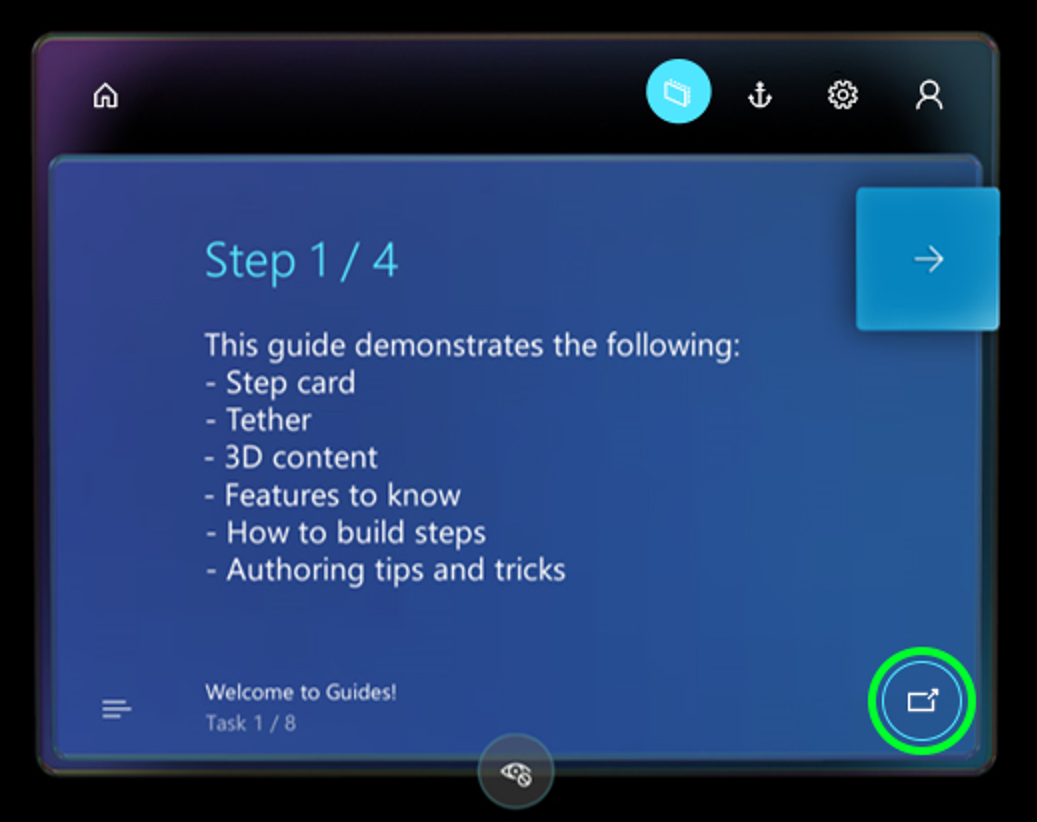 Step 1 / 4
This guide demonstrates the following:
- Step card
- Tether
- 3D content
- Features to know
- How to build steps
- Authoring tips and tricks
Welcome to Guides!
Task 1 / 8